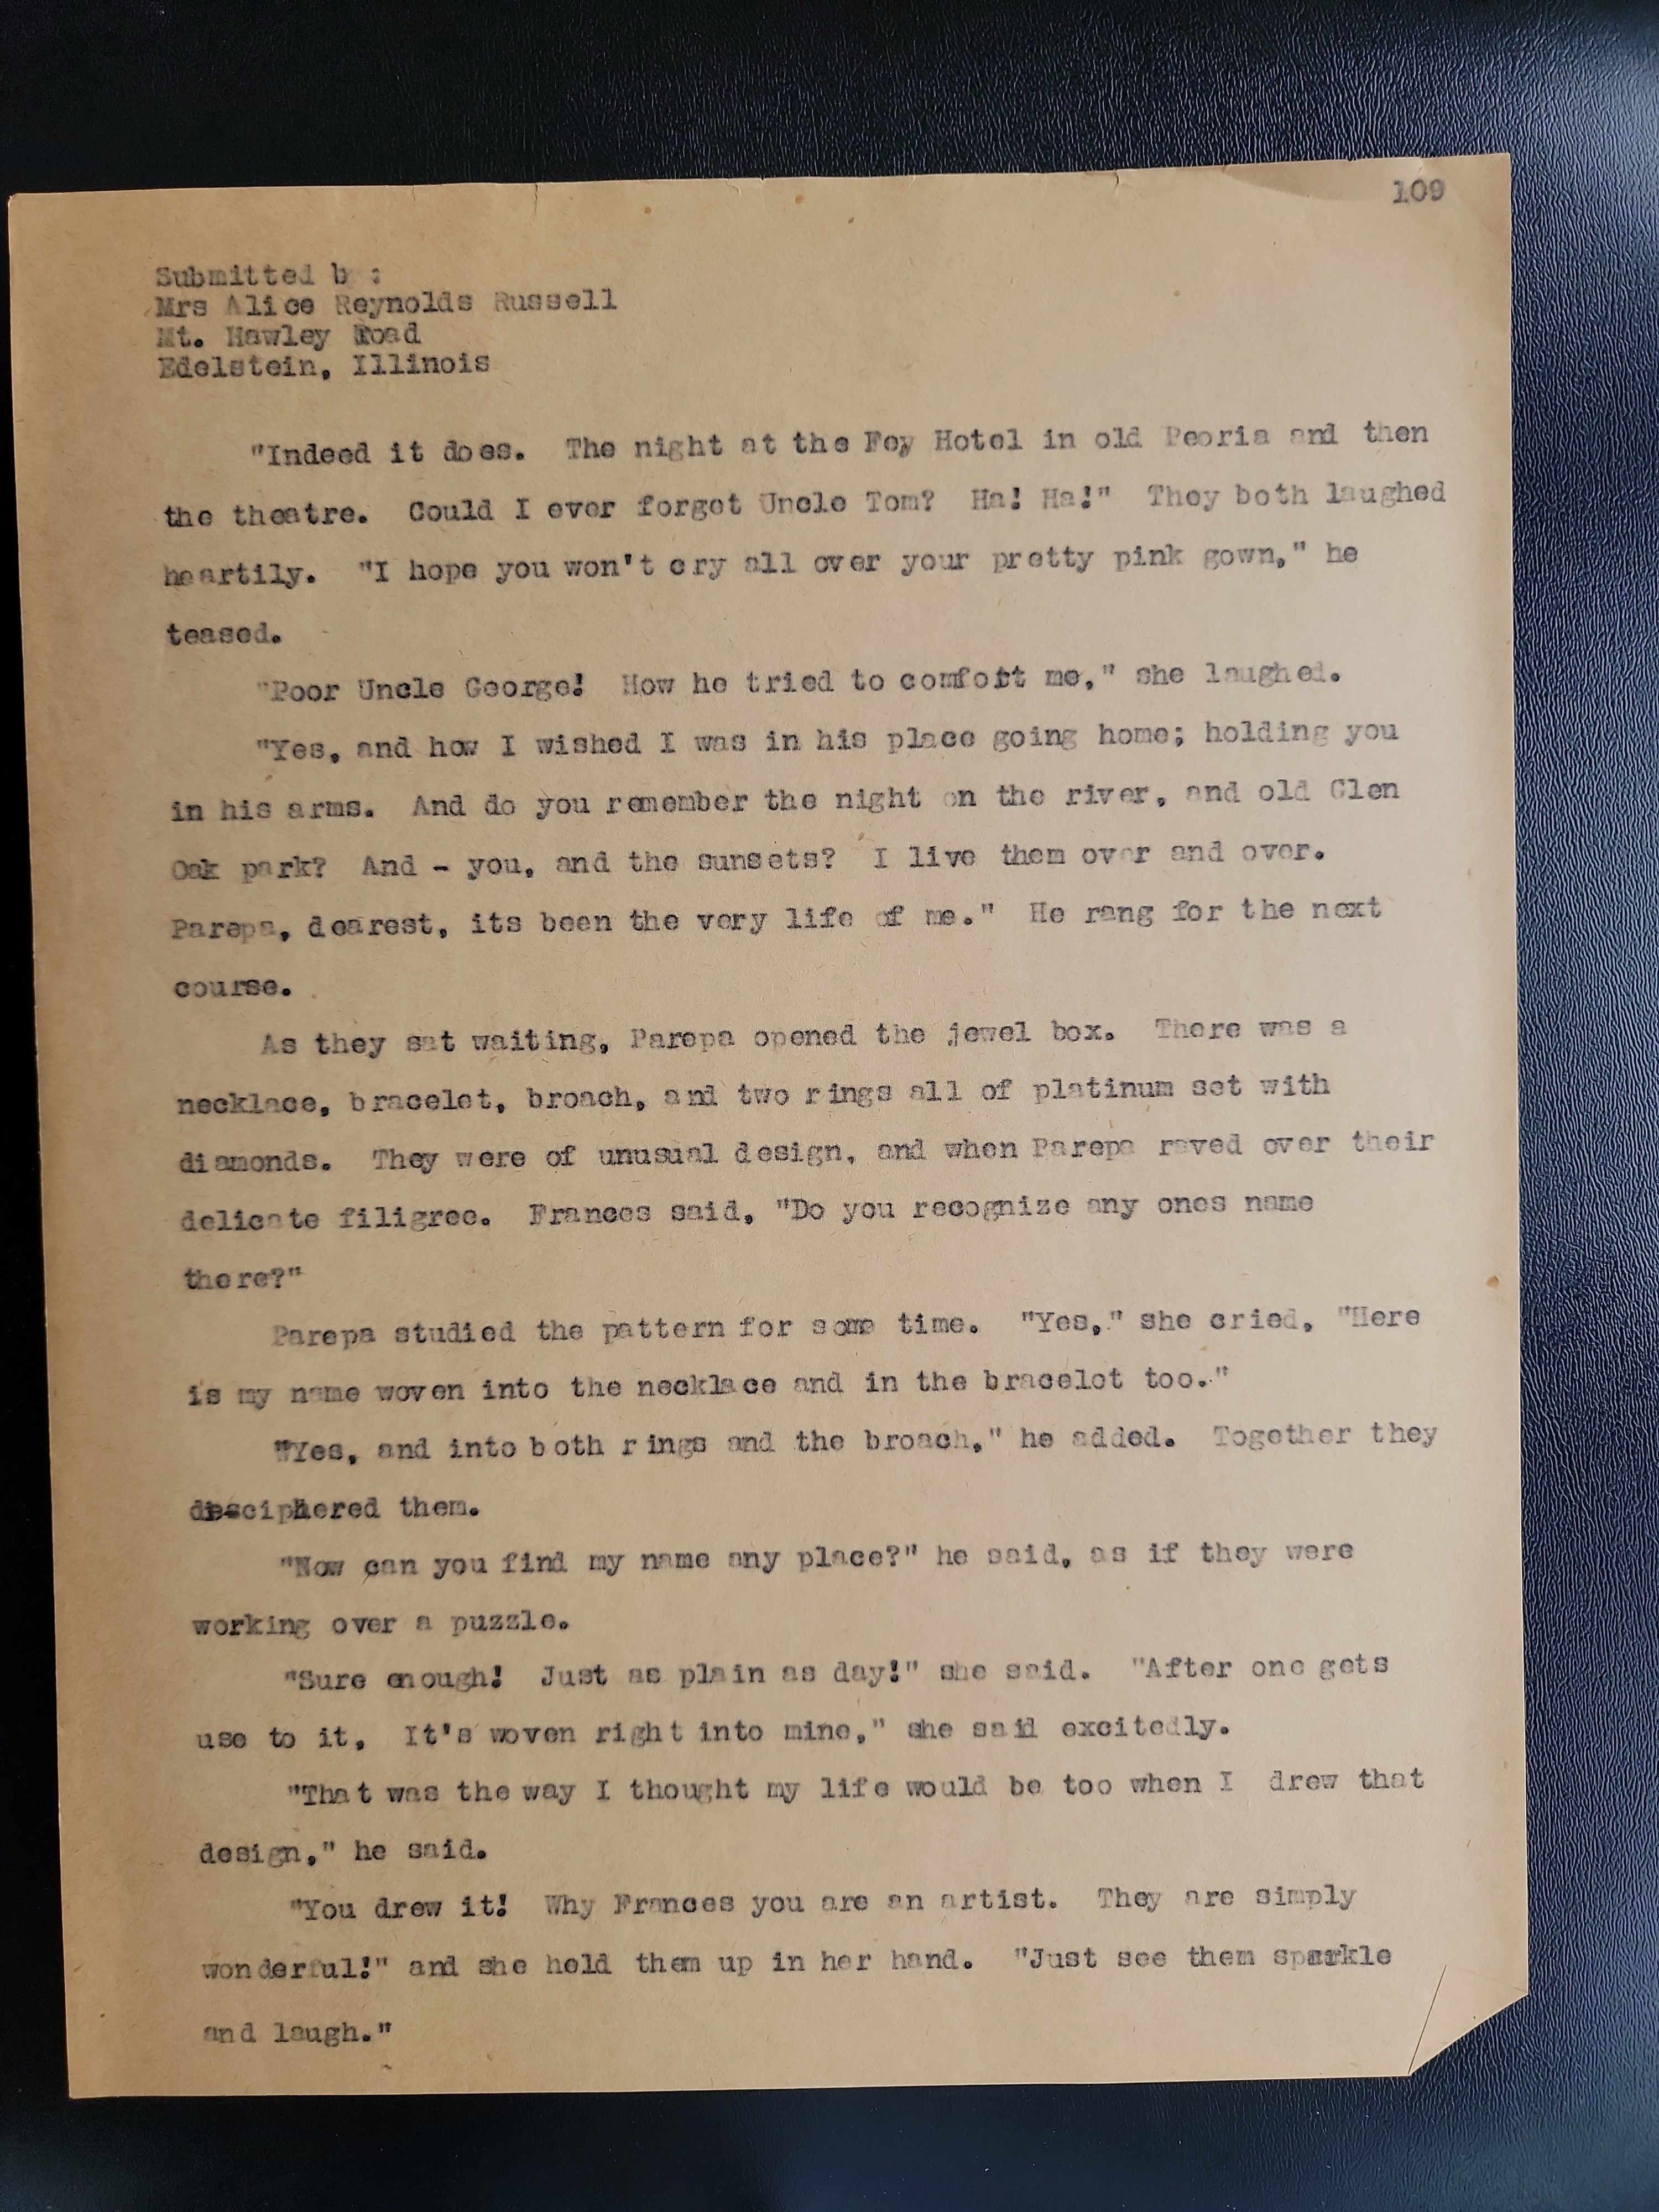 109
Submitted b :
Mrs Alice Reynolds Russell
Mt. Hawley Road
Edelstein, Illinois
"Indeed it does. The night at the Fey Hotel in old Peoria and then
the theatre. Could I ever forget Uncle Tom? Ha! Ha!" They both laughed
heartily. "I hope you won't cry all over your pretty pink gown," he
teased.
"Poor Uncle George! How he tried to comfort me," she laughed.
"Yes, and how I wished I was in his place going home; holding you
in his arms. And do you remember the night on the river, and old Glen
Oak park? And - you, and the sunsets? I live them over and over.
Parepa, dearest, its been the very life of me." He rang for the next
course.
As they sat waiting, Parepa opened the jewel box. There was a
necklace, bracelet, broach, and two rings all of platinum set with
diamonds. They were of unusual design, and when Parepa raved over their
delicate filigree. Frances said, "Do you recognize any ones name
there?"
Parepa studied the pattern for some time. "Yes," she cried, "Here
is my name woven into the necklace and in the bracelet too."
"Yes, and into both rings and the broach," he added. Together they
desciphered them.
"Now can you find my name any place?" he said, as if they were
working over a puzzle.
"Sure enough! Just as plain as day!" she said. "After one gets
use to it, It's woven right into mine," she said excitedly.
"That was the way I thought my life would be too when I drew that
design," he said.
"You drew it! Why Frances you are an artist. They are simply
wonderful!" and she held them up in her hand. "Just see them sparkle
and laugh."